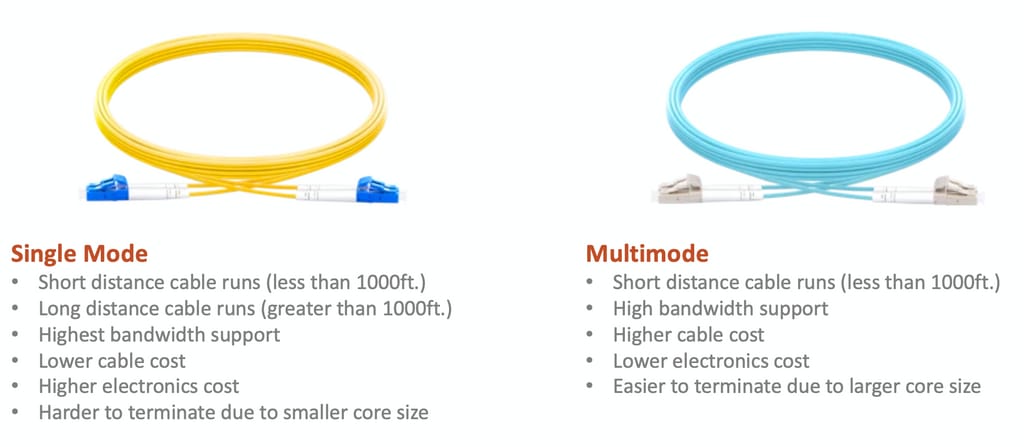 Single Mode
• Short distance cable runs (less than 1000ft.)
• Long distance cable runs (greater than 1000ft.)
• Highest bandwidth support
• Lower cable cost
• Higher electronics cost
• Harder to terminate due to smaller core size
Multimode
• Short distance cable runs (less than 1000ft.)
• High bandwidth support
• Higher cable cost
• Lower electronics cost
• Easier to terminate due to larger core size